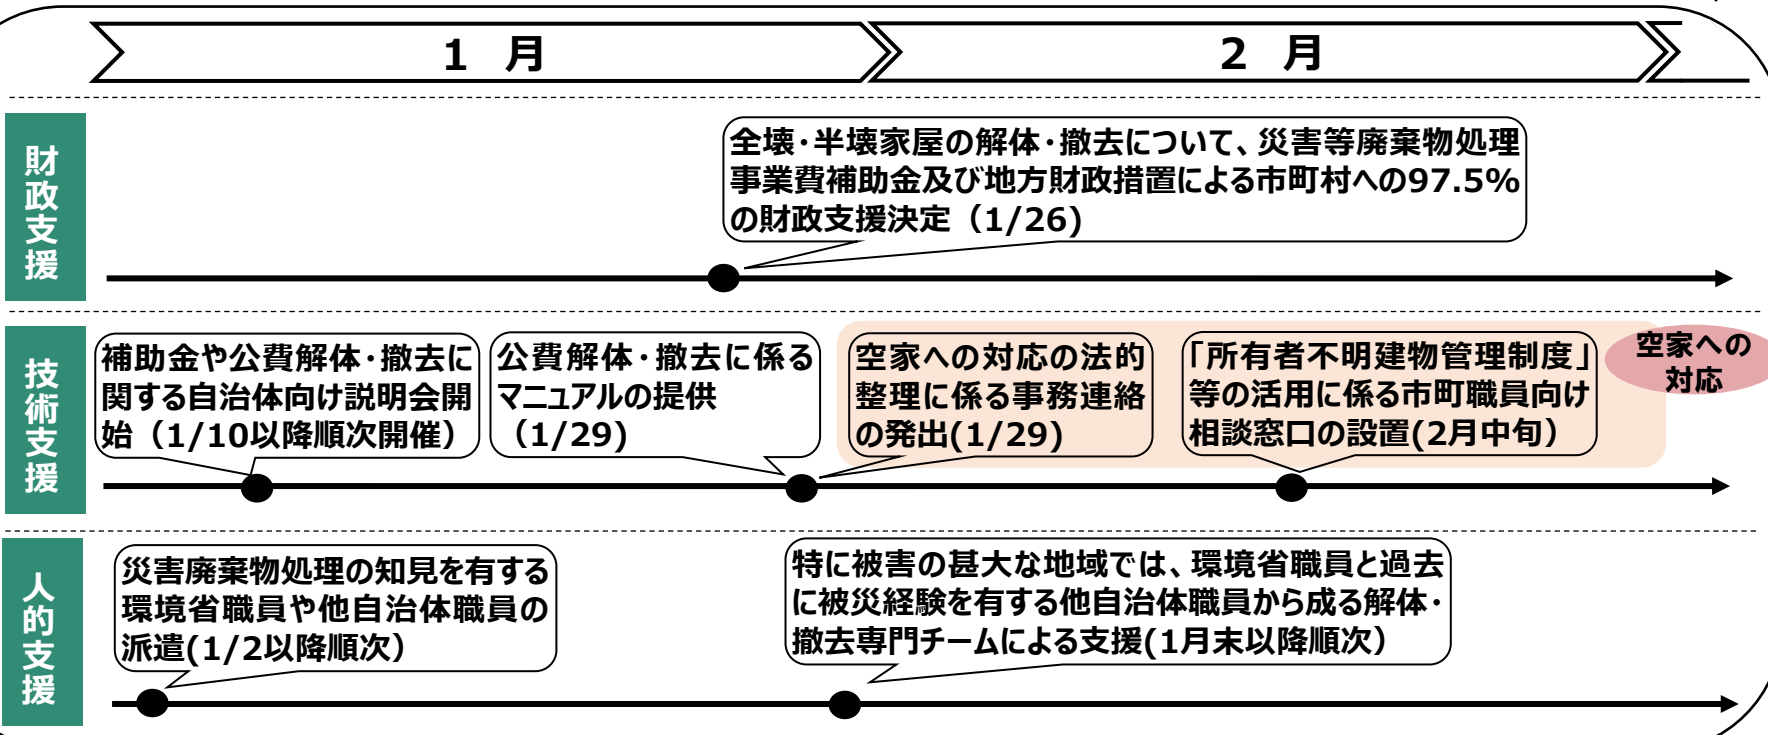 1 月
2 月
財政支援
全壊・半壊家屋の解体・撤去について、災害等廃棄物処理
事業費補助金及び地方財政措置による市町村への97.5%
の財政支援決定（1/26)
技術支援
補助金や公費解体・撤去に
関する自治体向け説明会開
始（1/10以降順次開催）
公費解体・撤去に係る
マニュアルの提供
（1/29)
空家への対応の法的
整理に係る事務連絡
の発出(1/29)
「所有者不明建物管理制度」
等の活用に係る市町職員向け
相談窓口の設置(2月中旬）
空家への
対応
人的支援
災害廃棄物処理の知見を有する
環境省職員や他自治体職員の
派遣(1/2以降順次）
特に被害の甚大な地域では、環境省職員と過去
に被災経験を有する他自治体職員から成る解体・
撤去専門チームによる支援(1月末以降順次）